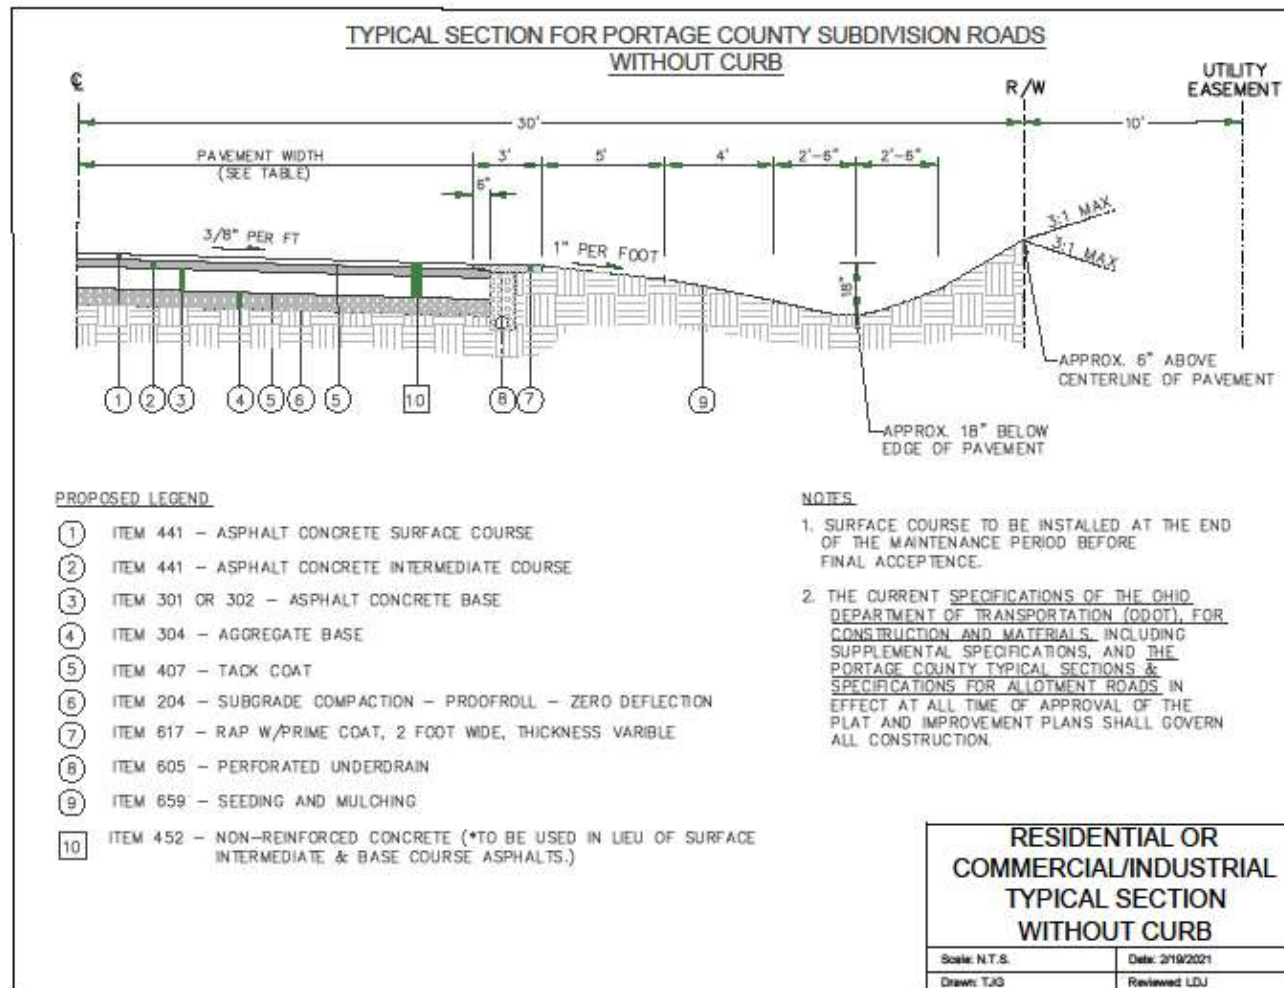 TYPICAL SECTION FOR PORTAGE COUNTY SUBDIVISION ROADS
WITHOUT CURB
℄
R/W
UTILITY
EASEMENT
30'
10'
PAVEMENT WIDTH
(SEE TABLE)
3'
5'
4'
2'-6"
2'-6"
6"
3/8" PER FT
1" PER FOOT
18"
3:1 MAX
3:1 MAX
APPROX. 6" ABOVE
CENTERLINE OF PAVEMENT
1 2 3 4 5 6 5 10 8 7 9
APPROX. 18" BELOW
EDGE OF PAVEMENT
PROPOSED LEGEND
1 ITEM 441 - ASPHALT CONCRETE SURFACE COURSE
2 ITEM 441 - ASPHALT CONCRETE INTERMEDIATE COURSE
3 ITEM 301 OR 302 - ASPHALT CONCRETE BASE
4 ITEM 304 - AGGREGATE BASE
5 ITEM 407 - TACK COAT
6 ITEM 204 - SUBGRADE COMPACTION - PROOFROLL - ZERO DEFLECTION
7 ITEM 617 - RAP W/PRIME COAT, 2 FOOT WIDE, THICKNESS VARIBLE
8 ITEM 605 - PERFORATED UNDERDRAIN
9 ITEM 659 - SEEDING AND MULCHING
10 ITEM 452 - NON-REINFORCED CONCRETE (*TO BE USED IN LIEU OF SURFACE
INTERMEDIATE & BASE COURSE ASPHALTS.)
NOTES
1. SURFACE COURSE TO BE INSTALLED AT THE END
OF THE MAINTENANCE PERIOD BEFORE
FINAL ACCEPTENCE.
2. THE CURRENT SPECIFICATIONS OF THE OHIO
DEPARTMENT OF TRANSPORTATION (ODOT), FOR
CONSTRUCTION AND MATERIALS, INCLUDING
SUPPLEMENTAL SPECIFICATIONS, AND THE
PORTAGE COUNTY TYPICAL SECTIONS &
SPECIFICATIONS FOR ALLOTMENT ROADS IN
EFFECT AT ALL TIME OF APPROVAL OF THE
PLAT AND IMPROVEMENT PLANS SHALL GOVERN
ALL CONSTRUCTION.
RESIDENTIAL OR
COMMERCIAL/INDUSTRIAL
TYPICAL SECTION
WITHOUT CURB
Scale: N.T.S.
Date: 2/19/2021
Drawn: TJG
Reviewed: LDJ